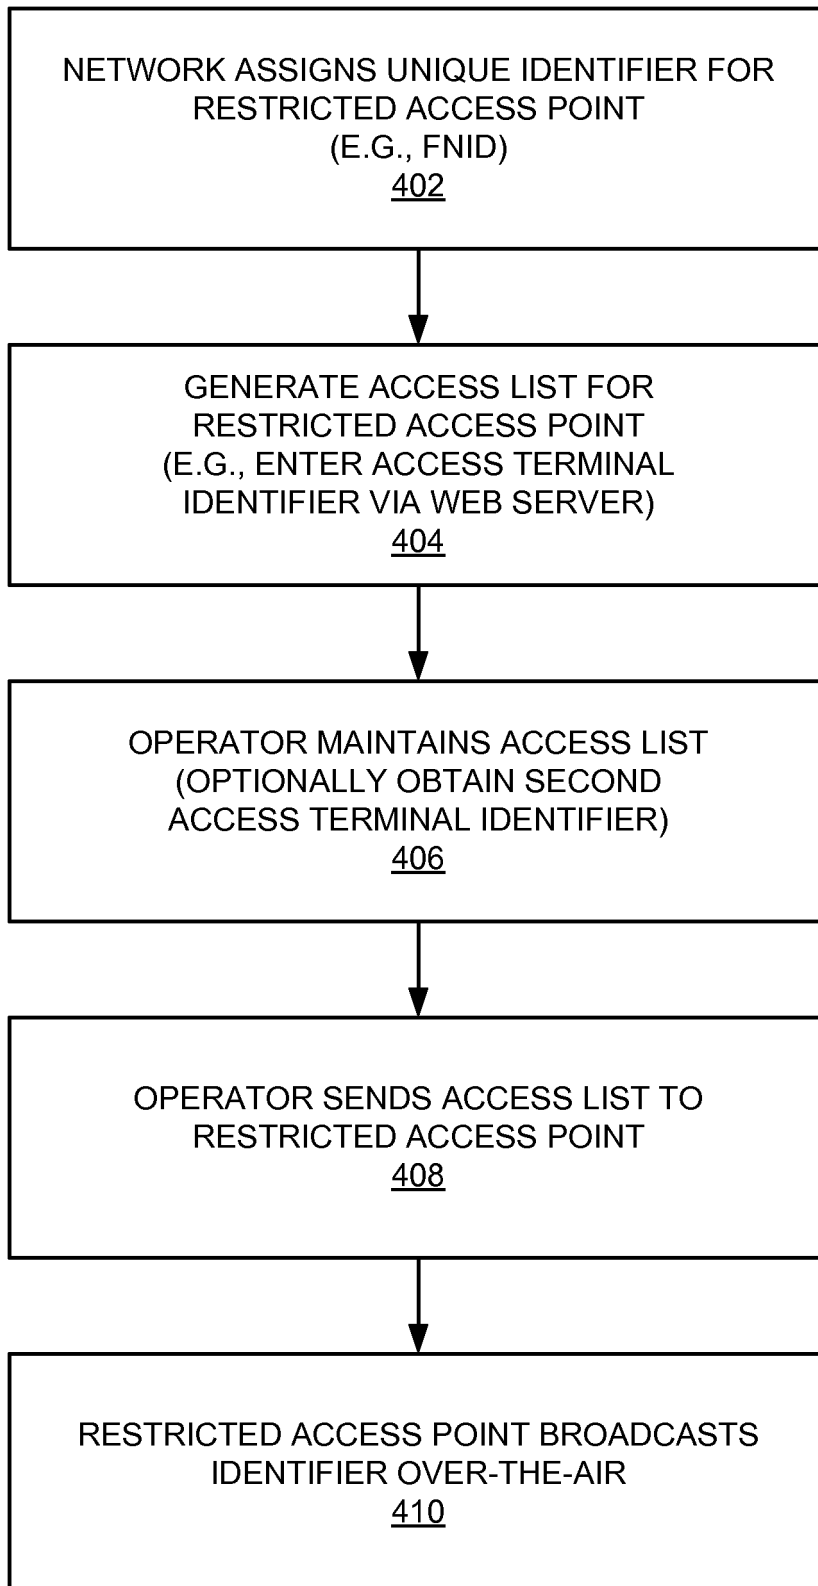 NETWORK ASSIGNS UNIQUE IDENTIFIER FOR
RESTRICTED ACCESS POINT
(E.G., FNID)
402
GENERATE ACCESS LIST FOR
RESTRICTED ACCESS POINT
(E.G., ENTER ACCESS TERMINAL
IDENTIFIER VIA WEB SERVER)
404
OPERATOR MAINTAINS ACCESS LIST
(OPTIONALLY OBTAIN SECOND
ACCESS TERMINAL IDENTIFIER)
406
OPERATOR SENDS ACCESS LIST TO
RESTRICTED ACCESS POINT
408
RESTRICTED ACCESS POINT BROADCASTS
IDENTIFIER OVER-THE-AIR
410